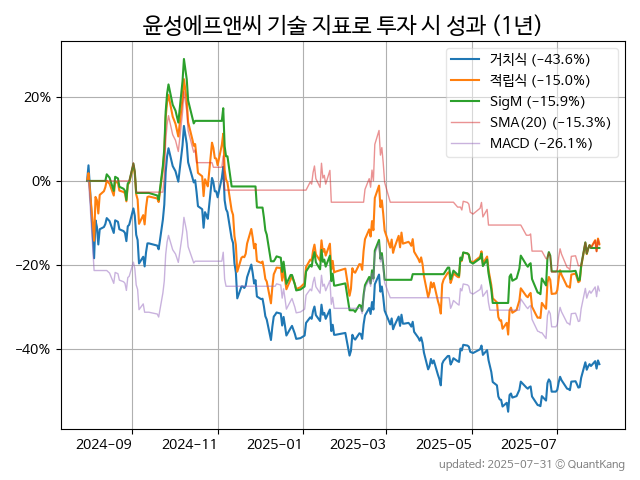 윤성에프앤씨 기술 지표로 투자 시 성과 (1년)
거치식 (−43.6%)
적립식 (−15.0%)
SigM (−15.9%)
SMA(20) (−15.3%)
MACD (−26.1%)
20%
0%
−20%
−40%
2024-09 2024-11 2025-01 2025-03 2025-05 2025-07
updated: 2025-07-31 © QuantKang